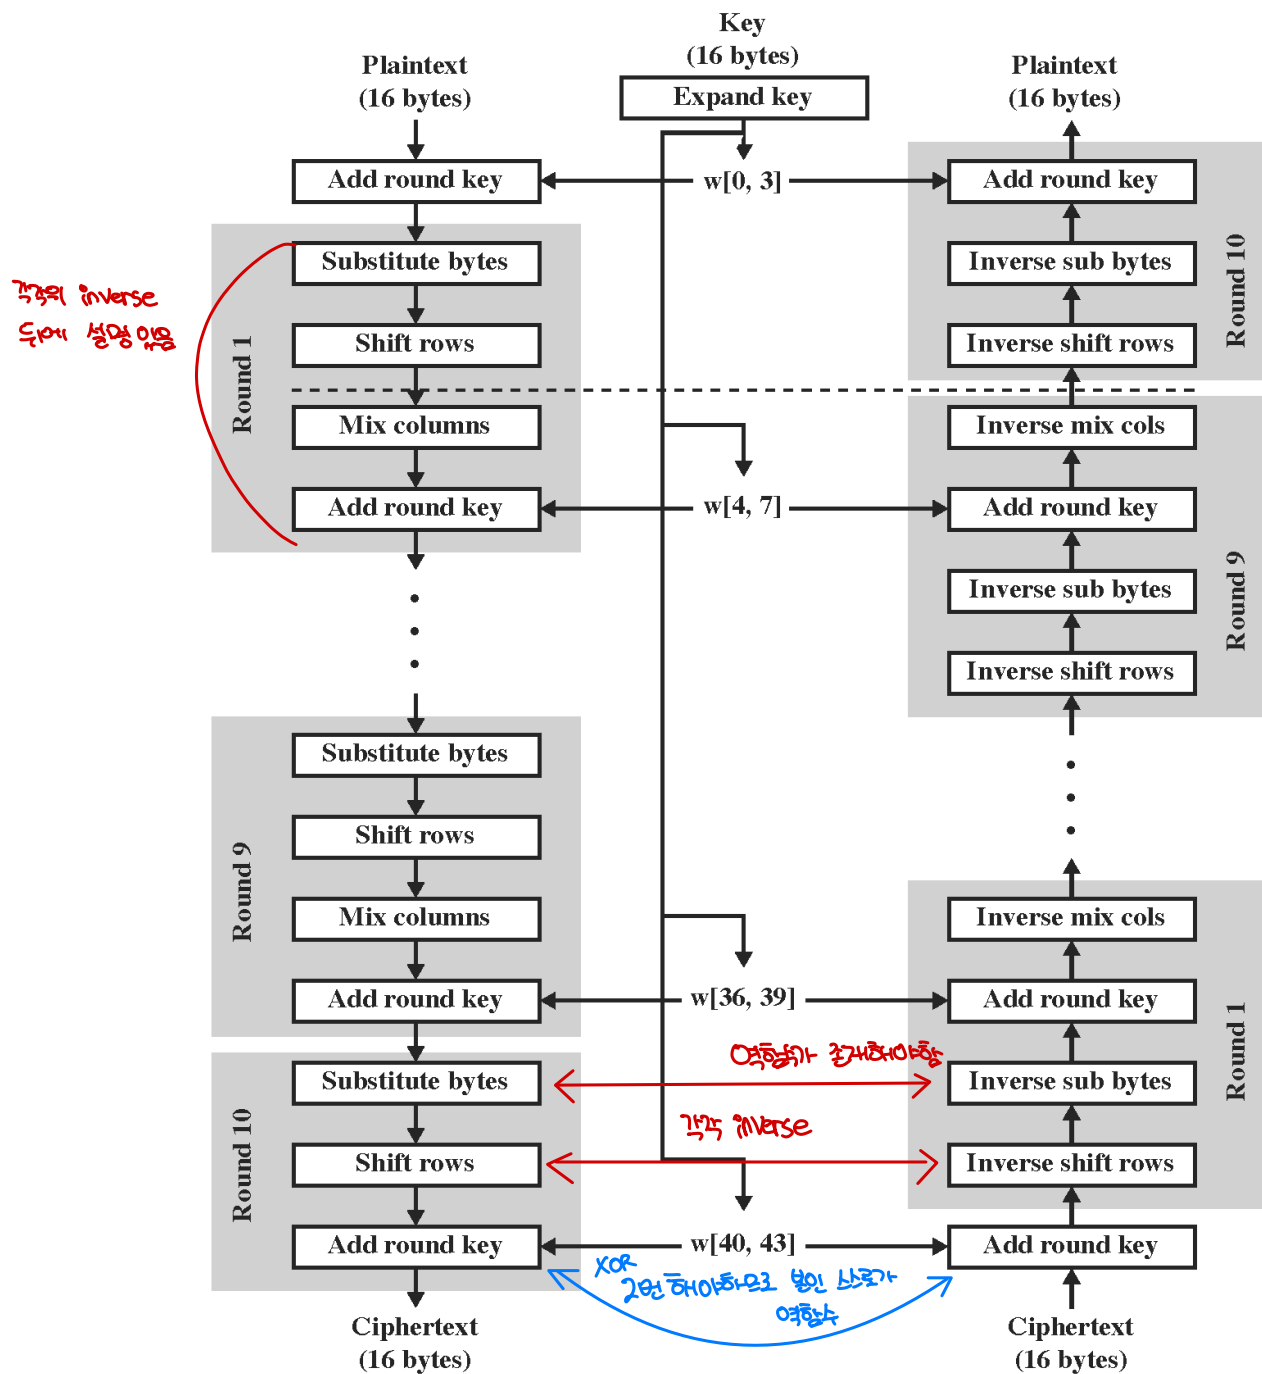 Key
(16 bytes)
Expand key
Plaintext
(16 bytes)
Add round key
Substitute bytes
Shift rows
Mix columns
Add round key
Round 1
각각의 inverse
뒤에 설명 있음
Substitute bytes
Shift rows
Mix columns
Add round key
Round 9
Substitute bytes
Shift rows
Add round key
Round 10
Ciphertext
(16 bytes)
w[0, 3]
w[4, 7]
w[36, 39]
역함수가 존재해야함
각각 inverse
w[40, 43]
XOR
2번 해야하므로 본인 스스로가
역함수
Plaintext
(16 bytes)
Add round key
Inverse sub bytes
Inverse shift rows
Round 10
Inverse mix cols
Add round key
Inverse sub bytes
Inverse shift rows
Round 9
Inverse mix cols
Add round key
Inverse sub bytes
Inverse shift rows
Round 1
Add round key
Ciphertext
(16 bytes)